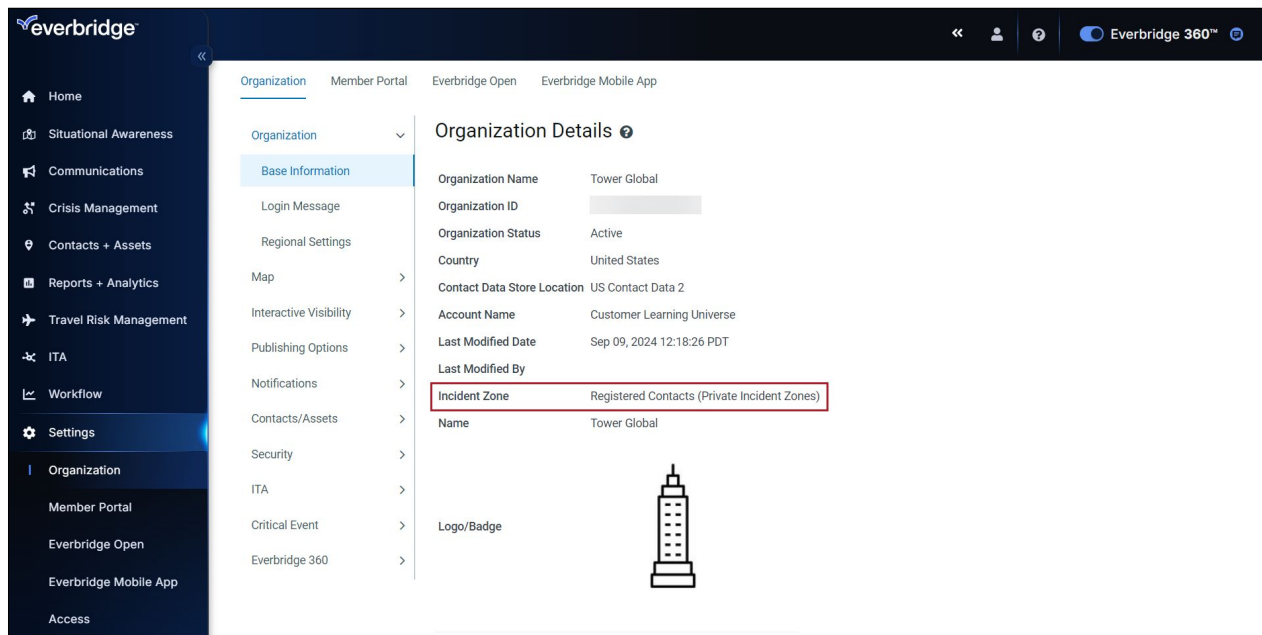 everbridge™
Everbridge 360™
Home
Situational Awareness
Communications
Crisis Management
Contacts + Assets
Reports + Analytics
Travel Risk Management
ITA
Workflow
Settings
Organization
Member Portal
Everbridge Open
Everbridge Mobile App
Access
Organization Member Portal Everbridge Open Everbridge Mobile App
Organization
Base Information
Login Message
Regional Settings
Map
Interactive Visibility
Publishing Options
Notifications
Contacts/Assets
Security
ITA
Critical Event
Everbridge 360
Organization Details
Organization Name Tower Global
Organization ID
Organization Status Active
Country United States
Contact Data Store Location US Contact Data 2
Account Name Customer Learning Universe
Last Modified Date Sep 09, 2024 12:18:26 PDT
Last Modified By
Incident Zone Registered Contacts (Private Incident Zones)
Name Tower Global
Logo/Badge